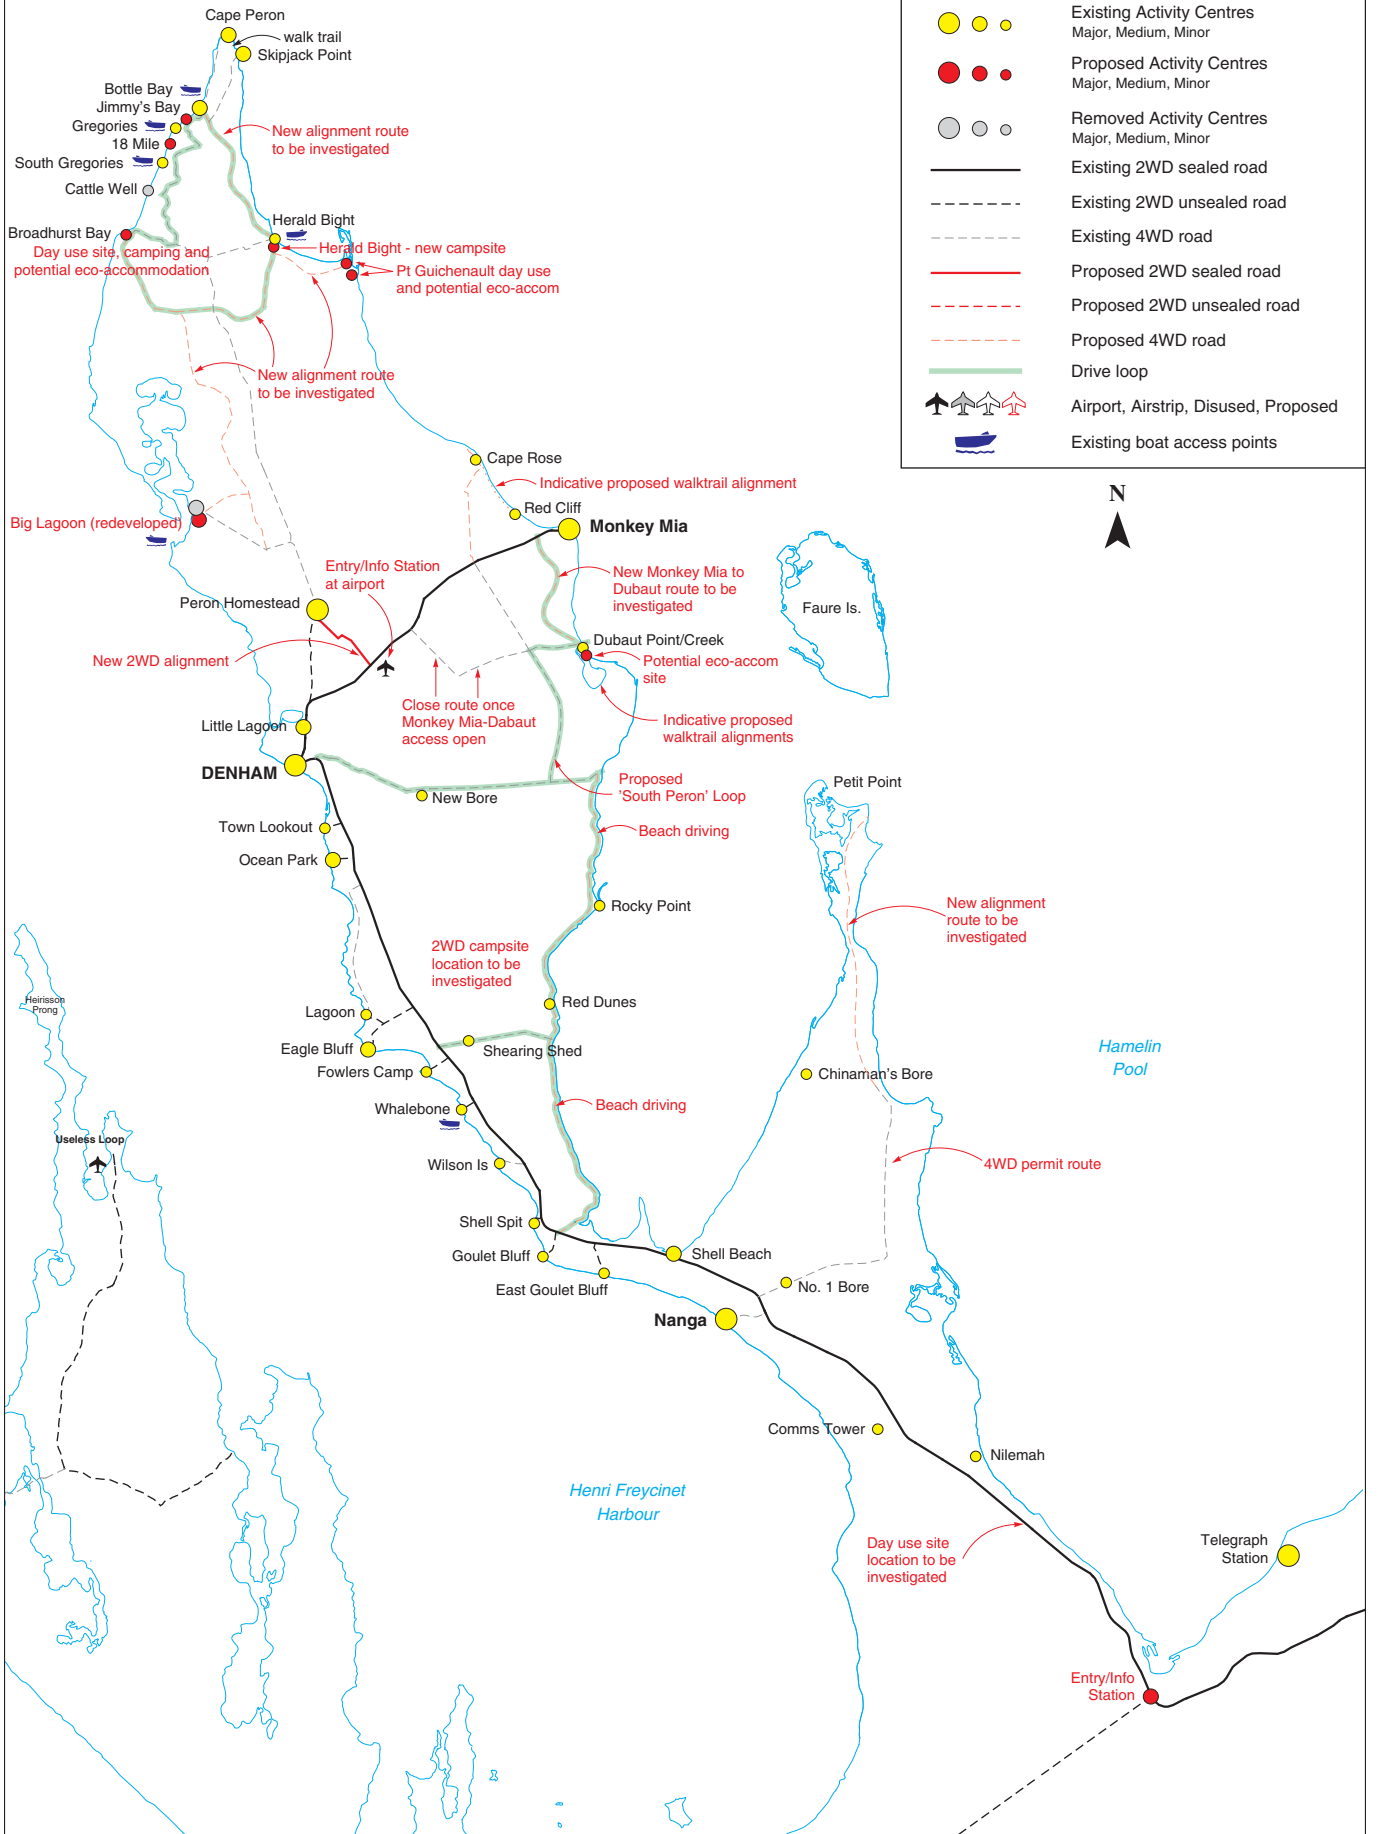 Cape Peron
walk trail
Skipjack Point
Bottle Bay
Jimmy's Bay
Gregories
18 Mile
South Gregories
Cattle Well
Broadhurst Bay
Day use site, camping and
potential eco-accommodation
New alignment route
to be investigated
Herald Bight
Herald Bight - new campsite
Pt Guichenault day use
and potential eco-accom
New alignment route
to be investigated
Existing Activity Centres
Major, Medium, Minor
Proposed Activity Centres
Major, Medium, Minor
Removed Activity Centres
Major, Medium, Minor
Existing 2WD sealed road
Existing 2WD unsealed road
Existing 4WD road
Proposed 2WD sealed road
Proposed 2WD unsealed road
Proposed 4WD road
Drive loop
Airport, Airstrip, Disused, Proposed
Existing boat access points
N
Cape Rose
Indicative proposed walktrail alignment
Red Cliff
Monkey Mia
Big Lagoon (redeveloped)
Entry/Info Station
at airport
New Monkey Mia to
Dubaut route to be
investigated
Faure Is.
Peron Homestead
Dubaut Point/Creek
New 2WD alignment
Potential eco-accom
site
Close route once
Monkey Mia-Dabaut
access open
Indicative proposed
walktrail alignments
Little Lagoon
DENHAM
Proposed
'South Peron' Loop
New Bore
Petit Point
Town Lookout
Beach driving
Ocean Park
Rocky Point
New alignment
route to be
investigated
2WD campsite
location to be
investigated
Heirisson
Prong
Lagoon
Red Dunes
Eagle Bluff
Shearing Shed
Hamelin
Pool
Fowlers Camp
Chinaman's Bore
Whalebone
Beach driving
Useless Loop
Wilson Is
4WD permit route
Shell Spit
Goulet Bluff
Shell Beach
East Goulet Bluff
No. 1 Bore
Nanga
Comms Tower
Nilemah
Henri Freycinet
Harbour
Day use site
location to be
investigated
Telegraph
Station
Entry/Info
Station